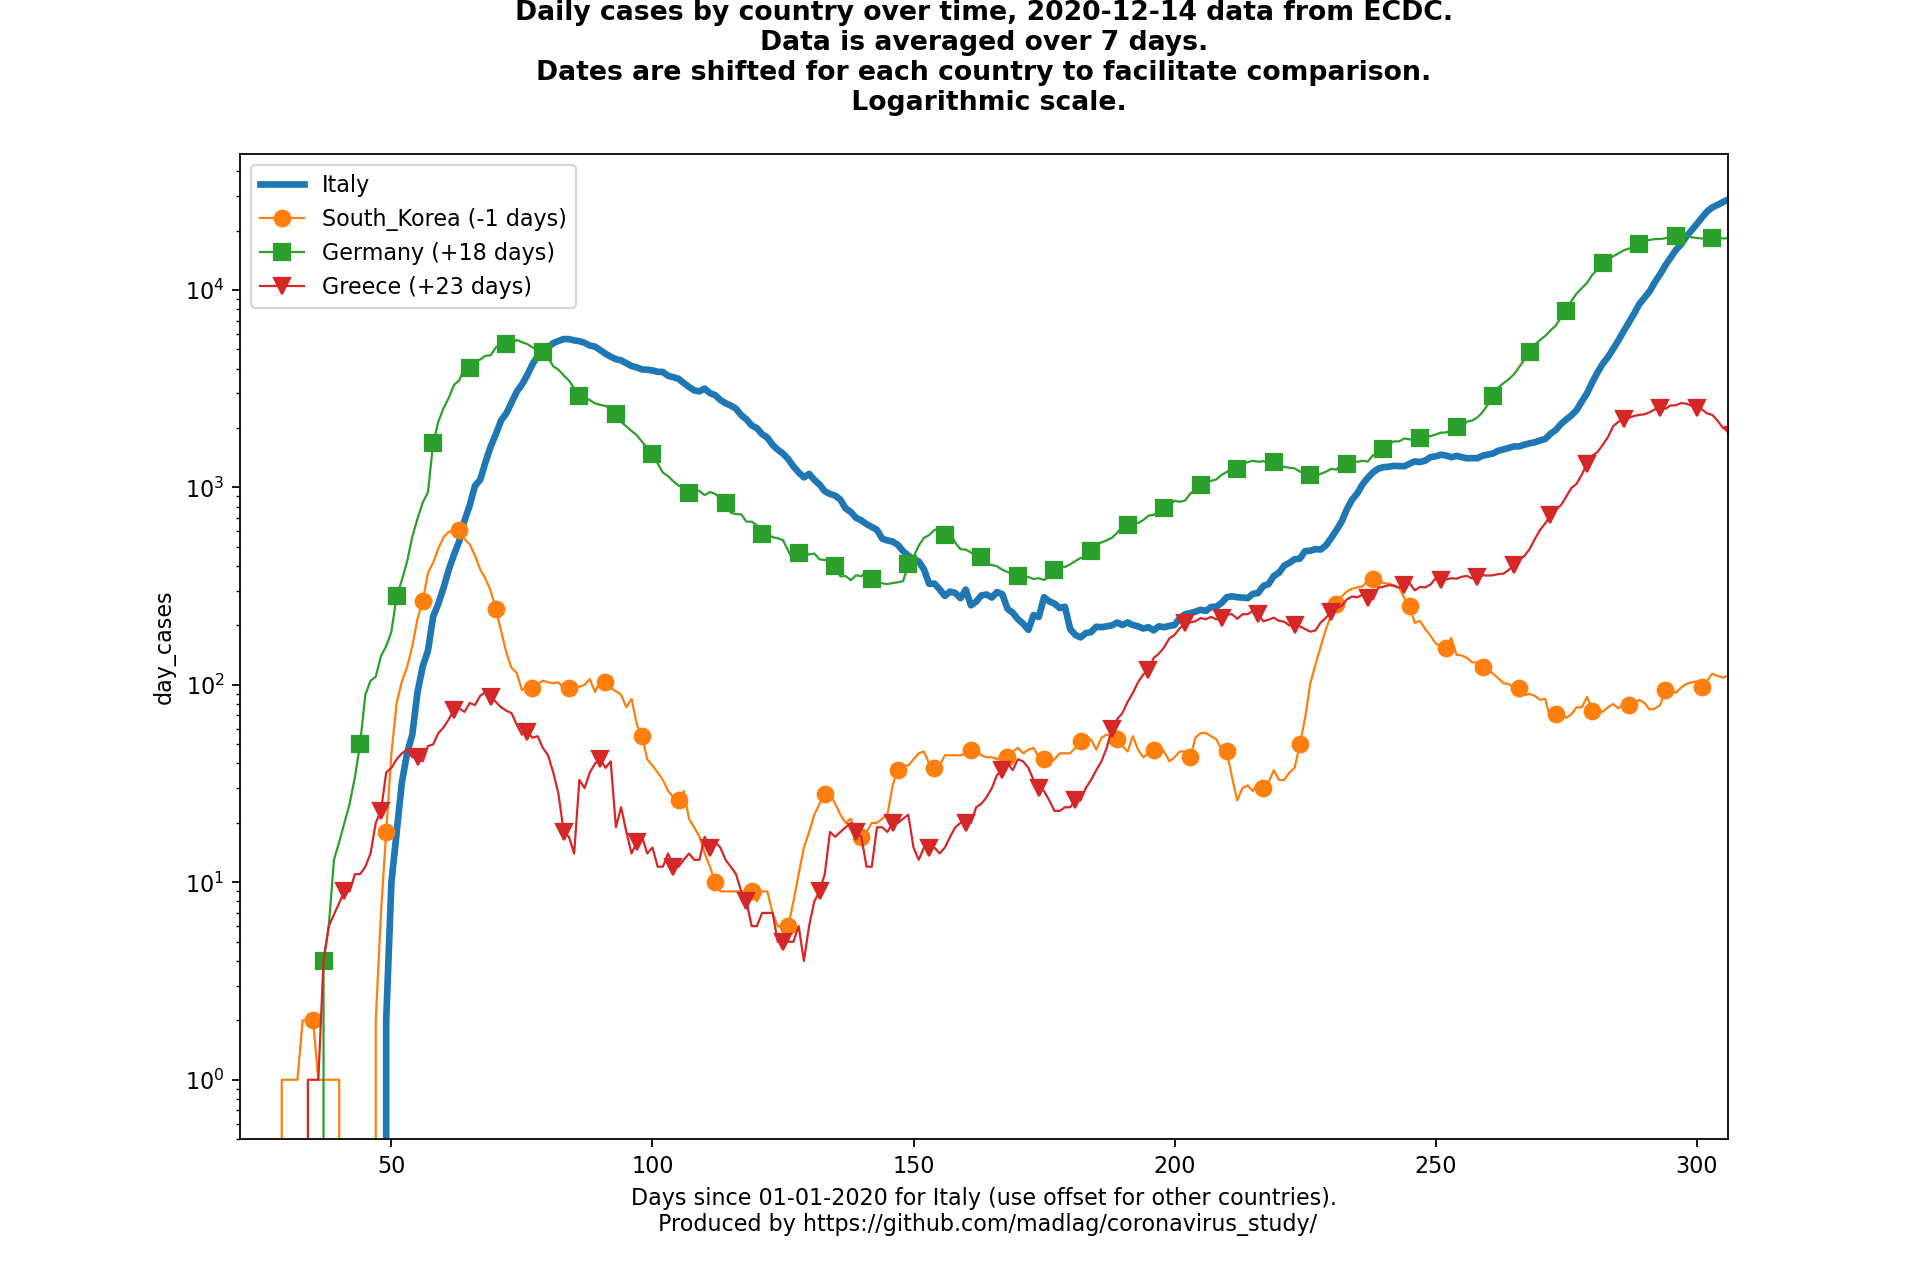 Daily cases by country over time, 2020-12-14 data from ECDC.
Data is averaged over 7 days.
Dates are shifted for each country to facilitate comparison.
Logarithmic scale.
Italy
South_Korea (-1 days)
Germany (+18 days)
Greece (+23 days)
day_cases
10⁴
10³
10²
10¹
10⁰
50 100 150 200 250 300
Days since 01-01-2020 for Italy (use offset for other countries).
Produced by https://github.com/madlag/coronavirus_study/